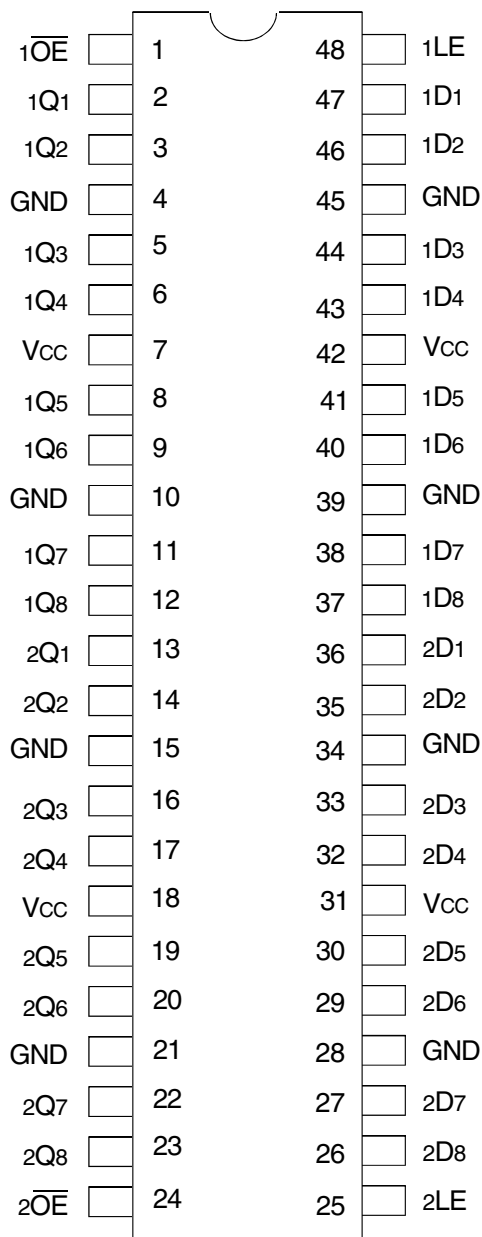 1O̅E̅ 1 48 1LE
1Q1 2 47 1D1
1Q2 3 46 1D2
GND 4 45 GND
1Q3 5 44 1D3
1Q4 6 43 1D4
VCC 7 42 VCC
1Q5 8 41 1D5
1Q6 9 40 1D6
GND 10 39 GND
1Q7 11 38 1D7
1Q8 12 37 1D8
2Q1 13 36 2D1
2Q2 14 35 2D2
GND 15 34 GND
2Q3 16 33 2D3
2Q4 17 32 2D4
VCC 18 31 VCC
2Q5 19 30 2D5
2Q6 20 29 2D6
GND 21 28 GND
2Q7 22 27 2D7
2Q8 23 26 2D8
2O̅E̅ 24 25 2LE